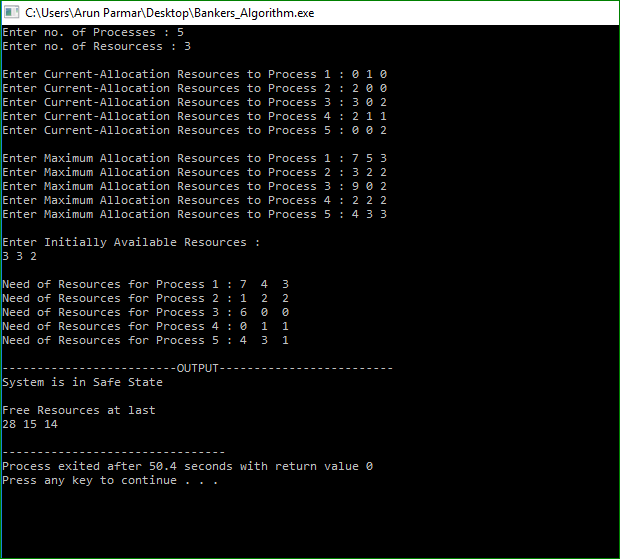 C:\Users\Arun Parmar\Desktop\Bankers_Algorithm.exe
Enter no. of Processes : 5
Enter no. of Resourcess : 3
Enter Current-Allocation Resources to Process 1 : 0 1 0
Enter Current-Allocation Resources to Process 2 : 2 0 0
Enter Current-Allocation Resources to Process 3 : 3 0 2
Enter Current-Allocation Resources to Process 4 : 2 1 1
Enter Current-Allocation Resources to Process 5 : 0 0 2
Enter Maximum Allocation Resources to Process 1 : 7 5 3
Enter Maximum Allocation Resources to Process 2 : 3 2 2
Enter Maximum Allocation Resources to Process 3 : 9 0 2
Enter Maximum Allocation Resources to Process 4 : 2 2 2
Enter Maximum Allocation Resources to Process 5 : 4 3 3
Enter Initially Available Resources :
3 3 2
Need of Resources for Process 1 : 7  4  3
Need of Resources for Process 2 : 1  2  2
Need of Resources for Process 3 : 6  0  0
Need of Resources for Process 4 : 0  1  1
Need of Resources for Process 5 : 4  3  1
-------------------------OUTPUT-------------------------
System is in Safe State
Free Resources at last
28 15 14
--------------------------------
Process exited after 50.4 seconds with return value 0
Press any key to continue . . .